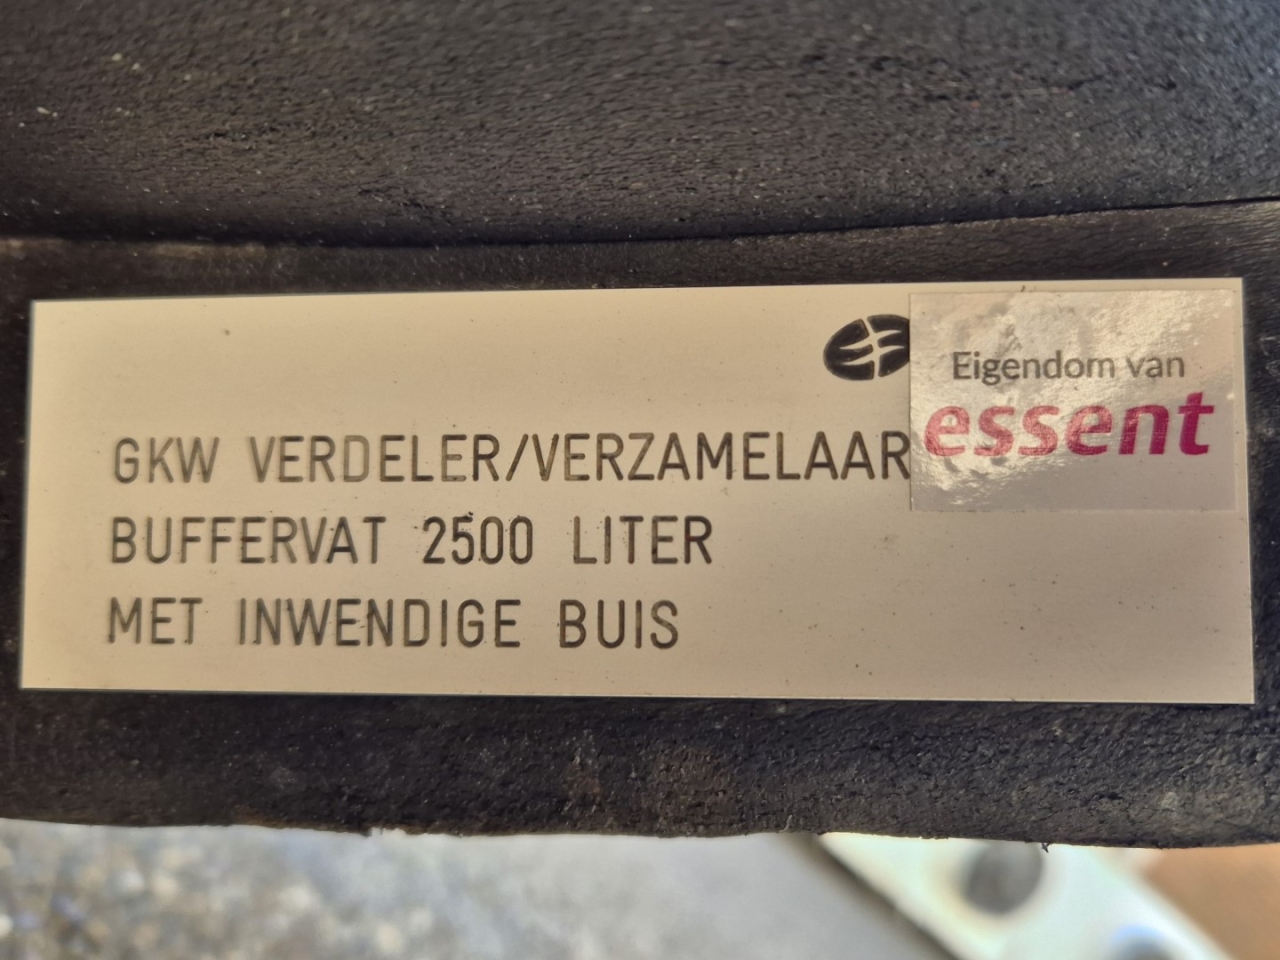 Eigendom van
essent
GKW VERDELER/VERZAMELAAR
BUFFERVAT 2500 LITER
MET INWENDIGE BUIS